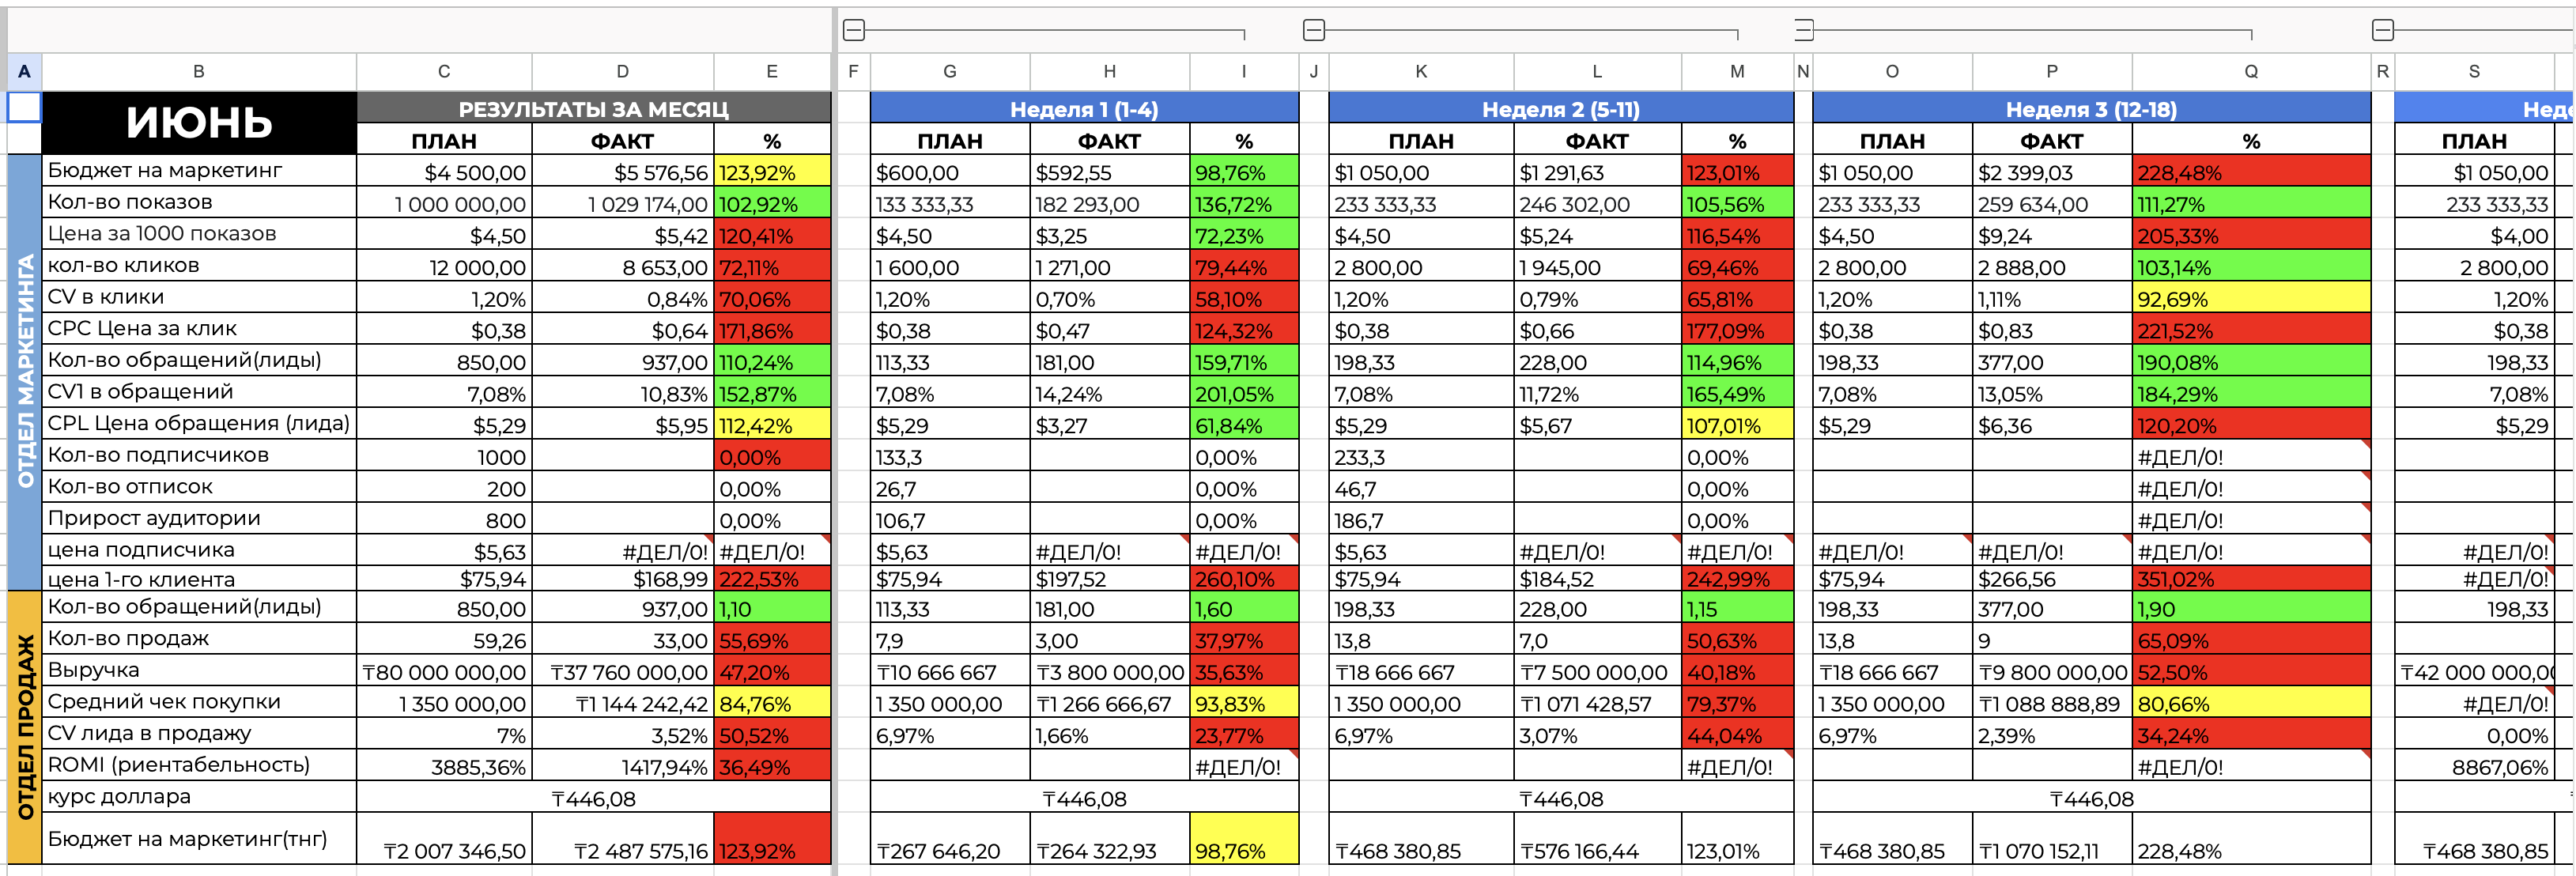 A B C D E F G H I J K L M N O P Q R S
ИЮНЬ РЕЗУЛЬТАТЫ ЗА МЕСЯЦ Неделя 1 (1-4) Неделя 2 (5-11) Неделя 3 (12-18)
ПЛАН ФАКТ % ПЛАН ФАКТ % ПЛАН ФАКТ % ПЛАН ФАКТ % ПЛАН
ОТДЕЛ МАРКЕТИНГА
Бюджет на маркетинг $4 500,00 $5 576,56 123,92% $600,00 $592,55 98,76% $1 050,00 $1 291,63 123,01% $1 050,00 $2 399,03 228,48% $1 050,00
Кол-во показов 1 000 000,00 1 029 174,00 102,92% 133 333,33 182 293,00 136,72% 233 333,33 246 302,00 105,56% 233 333,33 259 634,00 111,27% 233 333,33
Цена за 1000 показов $4,50 $5,42 120,41% $4,50 $3,25 72,23% $4,50 $5,24 116,54% $4,50 $9,24 205,33% $4,00
кол-во кликов 12 000,00 8 653,00 72,11% 1 600,00 1 271,00 79,44% 2 800,00 1 945,00 69,46% 2 800,00 2 888,00 103,14% 2 800,00
CV в клики 1,20% 0,84% 70,06% 1,20% 0,70% 58,10% 1,20% 0,79% 65,81% 1,20% 1,11% 92,69% 1,20%
CPC Цена за клик $0,38 $0,64 171,86% $0,38 $0,47 124,32% $0,38 $0,66 177,09% $0,38 $0,83 221,52% $0,38
Кол-во обращений(лиды) 850,00 937,00 110,24% 113,33 181,00 159,71% 198,33 228,00 114,96% 198,33 377,00 190,08% 198,33
CV1 в обращений 7,08% 10,83% 152,87% 7,08% 14,24% 201,05% 7,08% 11,72% 165,49% 7,08% 13,05% 184,29% 7,08%
CPL Цена обращения (лида) $5,29 $5,95 112,42% $5,29 $3,27 61,84% $5,29 $5,67 107,01% $5,29 $6,36 120,20% $5,29
Кол-во подписчиков 1000 0,00% 133,3 0,00% 233,3 0,00% #ДЕЛ/0!
Кол-во отписок 200 0,00% 26,7 0,00% 46,7 0,00% #ДЕЛ/0!
Прирост аудитории 800 0,00% 106,7 0,00% 186,7 0,00% #ДЕЛ/0!
цена подписчика $5,63 #ДЕЛ/0! #ДЕЛ/0! $5,63 #ДЕЛ/0! #ДЕЛ/0! $5,63 #ДЕЛ/0! #ДЕЛ/0! #ДЕЛ/0! #ДЕЛ/0! #ДЕЛ/0! #ДЕЛ/0!
цена 1-го клиента $75,94 $168,99 222,53% $75,94 $197,52 260,10% $75,94 $184,52 242,99% $75,94 $266,56 351,02% #ДЕЛ/0!
ОТДЕЛ ПРОДАЖ
Кол-во обращений(лиды) 850,00 937,00 1,10 113,33 181,00 1,60 198,33 228,00 1,15 198,33 377,00 1,90 198,33
Кол-во продаж 59,26 33,00 55,69% 7,9 3,00 37,97% 13,8 7,0 50,63% 13,8 9 65,09%
Выручка ₸80 000 000,00 ₸37 760 000,00 47,20% ₸10 666 667 ₸3 800 000,00 35,63% ₸18 666 667 ₸7 500 000,00 40,18% ₸18 666 667 ₸9 800 000,00 52,50% ₸42 000 000,00
Средний чек покупки 1 350 000,00 ₸1 144 242,42 84,76% 1 350 000,00 ₸1 266 666,67 93,83% 1 350 000,00 ₸1 071 428,57 79,37% 1 350 000,00 ₸1 088 888,89 80,66% #ДЕЛ/0!
CV лида в продажу 7% 3,52% 50,52% 6,97% 1,66% 23,77% 6,97% 3,07% 44,04% 6,97% 2,39% 34,24% 0,00%
ROMI (риентабельность) 3885,36% 1417,94% 36,49% #ДЕЛ/0! #ДЕЛ/0! #ДЕЛ/0! 8867,06%
курс доллара ₸446,08 ₸446,08 ₸446,08 ₸446,08
Бюджет на маркетинг(тнг) ₸2 007 346,50 ₸2 487 575,16 123,92% ₸267 646,20 ₸264 322,93 98,76% ₸468 380,85 ₸576 166,44 123,01% ₸468 380,85 ₸1 070 152,11 228,48% ₸468 380,85